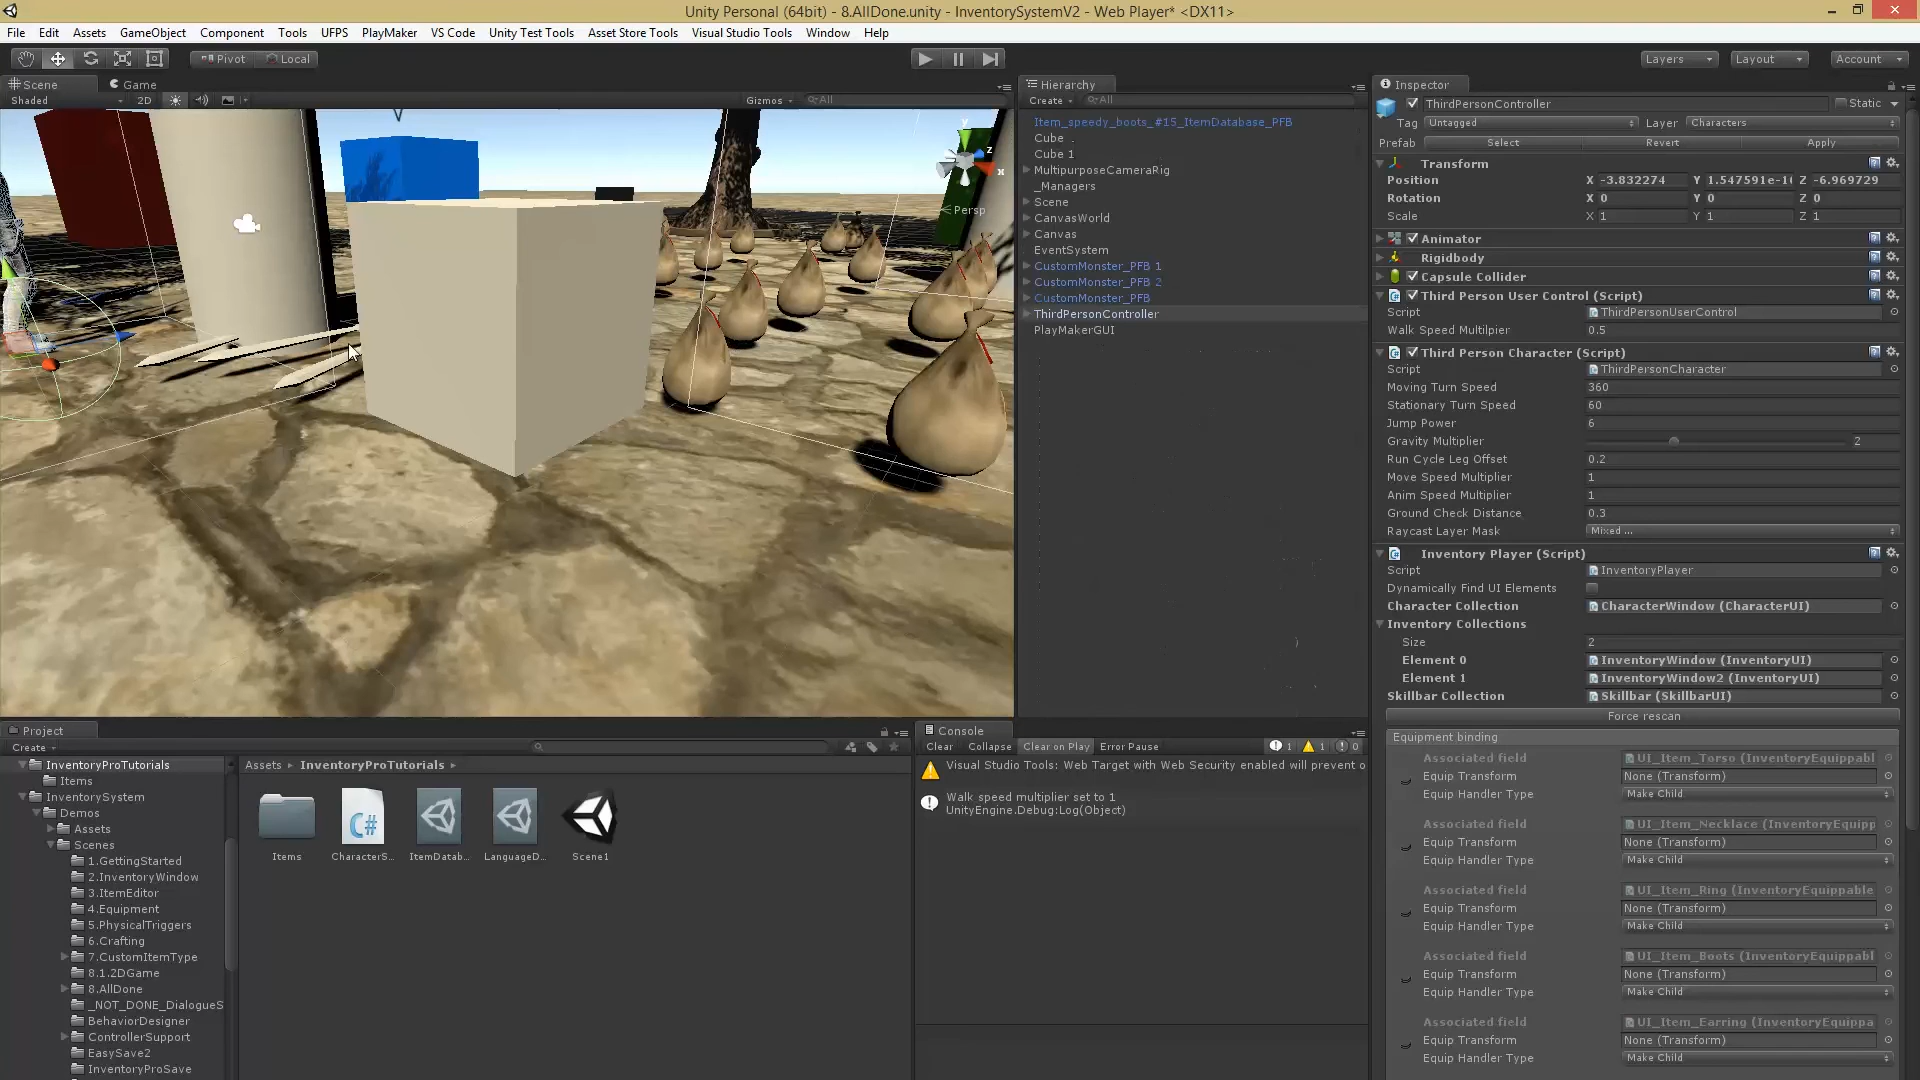 Unity Personal (64bit) - 8.AllDone.unity - InventorySystemV2 - Web Player* <DX11>
File Edit Assets GameObject Component Tools UFPS PlayMaker VS Code Unity Test Tools Asset Store Tools Visual Studio Tools Window Help
Pivot Local Layers Layout Account
Scene Game
Shaded 2D Gizmos All
y
z
x
Persp
Hierarchy
Create All
Item_speedy_boots_#15_ItemDatabase_PFB
Cube
Cube 1
MultipurposeCameraRig
_Managers
Scene
CanvasWorld
Canvas
EventSystem
CustomMonster_PFB 1
CustomMonster_PFB 2
CustomMonster_PFB
ThirdPersonController
PlayMakerGUI
Inspector
ThirdPersonController Static
Tag Untagged Layer Characters
Prefab Select Revert Apply
Transform
Position X -3.832274 Y 1.547591e-1 Z -6.969729
Rotation X 0 Y 0 Z 0
Scale X 1 Y 1 Z 1
Animator
Rigidbody
Capsule Collider
Third Person User Control (Script)
Script ThirdPersonUserControl
Walk Speed Multilpier 0.5
Third Person Character (Script)
Script ThirdPersonCharacter
Moving Turn Speed 360
Stationary Turn Speed 60
Jump Power 6
Gravity Multiplier 2
Run Cycle Leg Offset 0.2
Move Speed Multiplier 1
Anim Speed Multiplier 1
Ground Check Distance 0.3
Raycast Layer Mask Mixed ...
Inventory Player (Script)
Script InventoryPlayer
Dynamically Find UI Elements
Character Collection CharacterWindow (CharacterUI)
Inventory Collections
Size 2
Element 0 InventoryWindow (InventoryUI)
Element 1 InventoryWindow2 (InventoryUI)
Skillbar Collection Skillbar (SkillbarUI)
Force rescan
Equipment binding
Associated field UI_Item_Torso (InventoryEquippabl
Equip Transform None (Transform)
Equip Handler Type Make Child
Associated field UI_Item_Necklace (InventoryEquipp
Equip Transform None (Transform)
Equip Handler Type Make Child
Associated field UI_Item_Ring (InventoryEquippable
Equip Transform None (Transform)
Equip Handler Type Make Child
Associated field UI_Item_Boots (InventoryEquippabl
Equip Transform None (Transform)
Equip Handler Type Make Child
Associated field UI_Item_Earring (InventoryEquippa
Equip Transform None (Transform)
Equip Handler Type Make Child
Project
Create
InventoryProTutorials
Items
InventorySystem
Demos
Assets
Scenes
1.GettingStarted
2.InventoryWindow
3.ItemEditor
4.Equipment
5.PhysicalTriggers
6.Crafting
7.CustomItemType
8.1.2DGame
8.AllDone
_NOT_DONE_DialogueS
BehaviorDesigner
ControllerSupport
EasySave2
InventoryProSave
Assets InventoryProTutorials
Items CharacterS... ItemDatab... LanguageD... Scene1
Console
Clear Collapse Clear on Play Error Pause 1 1 0
Visual Studio Tools: Web Target with Web Security enabled will prevent o
Walk speed multiplier set to 1
UnityEngine.Debug:Log(Object)